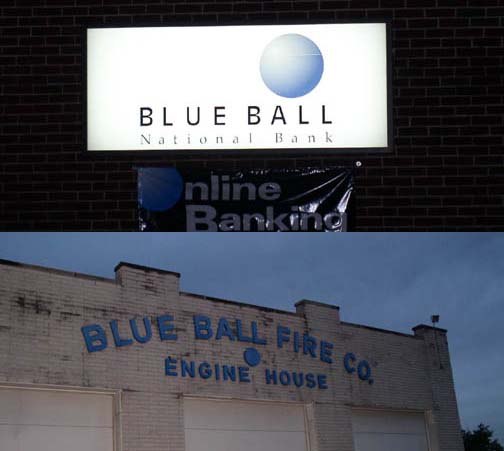 BLUE BALL
National Bank
Online
Banking
BLUE BALL FIRE CO.
ENGINE HOUSE